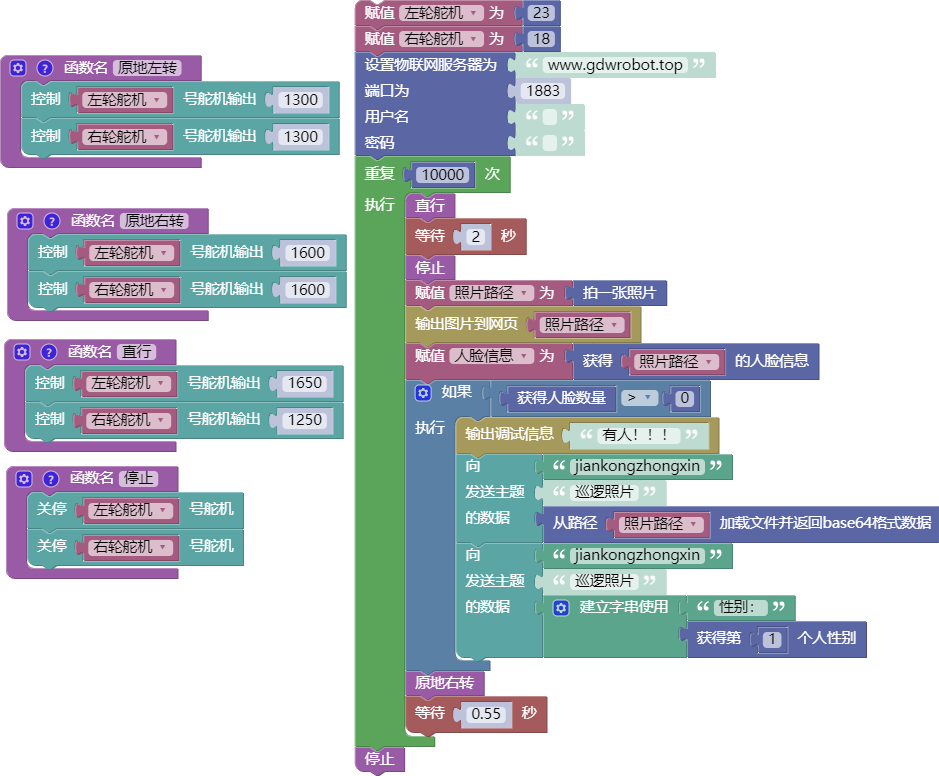 ? 函数名 原地左转
控制 左轮舵机 号舵机输出 1300
控制 右轮舵机 号舵机输出 1300
? 函数名 原地右转
控制 左轮舵机 号舵机输出 1600
控制 右轮舵机 号舵机输出 1600
? 函数名 直行
控制 左轮舵机 号舵机输出 1650
控制 右轮舵机 号舵机输出 1250
? 函数名 停止
关停 左轮舵机 号舵机
关停 右轮舵机 号舵机
赋值 左轮舵机 为 23
赋值 右轮舵机 为 18
设置物联网服务器为 “ www.gdwrobot.top ”
端口为 1883
用户名 “ ”
密码 “ ”
重复 10000 次
执行 直行
等待 2 秒
停止
赋值 照片路径 为 拍一张照片
输出图片到网页 照片路径
赋值 人脸信息 为 获得 照片路径 的人脸信息
如果 获得人脸数量 > 0
执行 输出调试信息 “ 有人！！！ ”
向 “ jiankongzhongxin ”
发送主题 “ 巡逻照片 ”
的数据 从路径 照片路径 加载文件并返回base64格式数据
向 “ jiankongzhongxin ”
发送主题 “ 巡逻照片 ”
的数据 建立字串使用 “ 性别： ”
获得第 1 个人性别
原地右转
等待 0.55 秒
停止